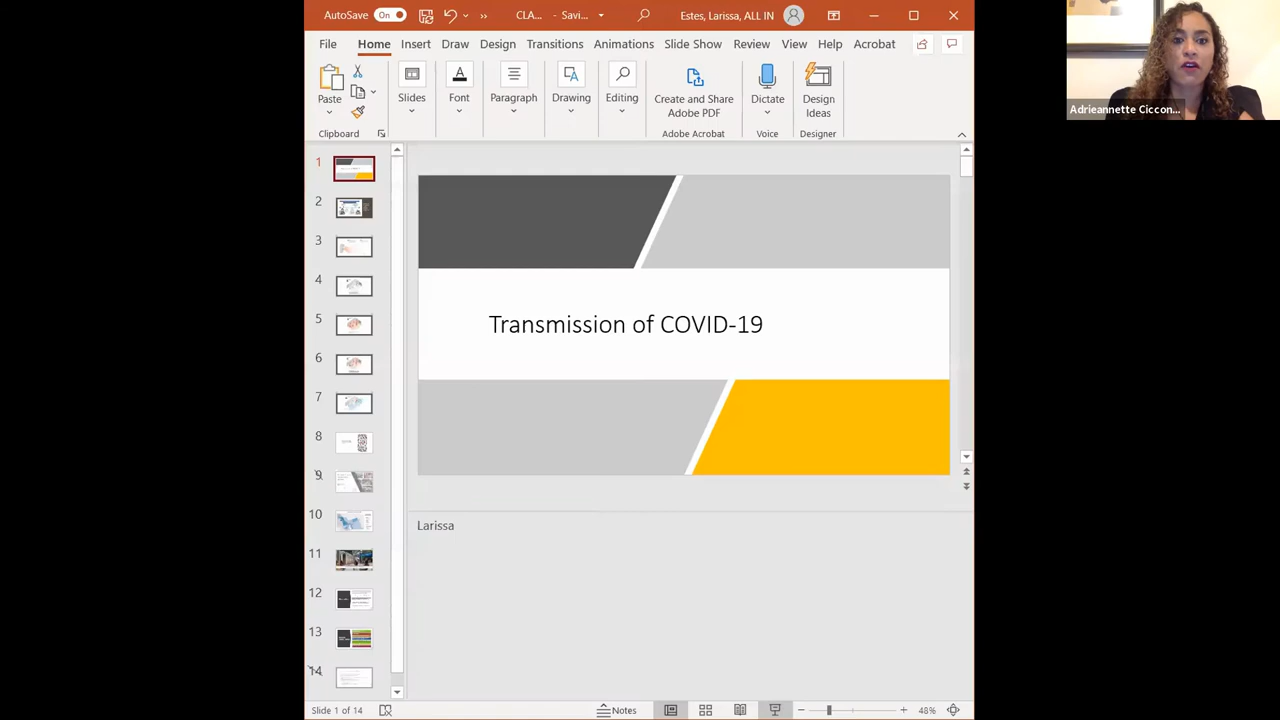 AutoSave On CLA... - Savi... Estes, Larissa, ALL IN
File Home Insert Draw Design Transitions Animations Slide Show Review View Help Acrobat
Paste Slides Font Paragraph Drawing Editing Create and Share Adobe PDF Dictate Design Ideas
Clipboard Adobe Acrobat Voice Designer
Adrieannette Ciccon...
1
2
3
4
5
6
7
8
9
10
11
12
13
14
Transmission of COVID-19
Larissa
Slide 1 of 14 Notes 48%